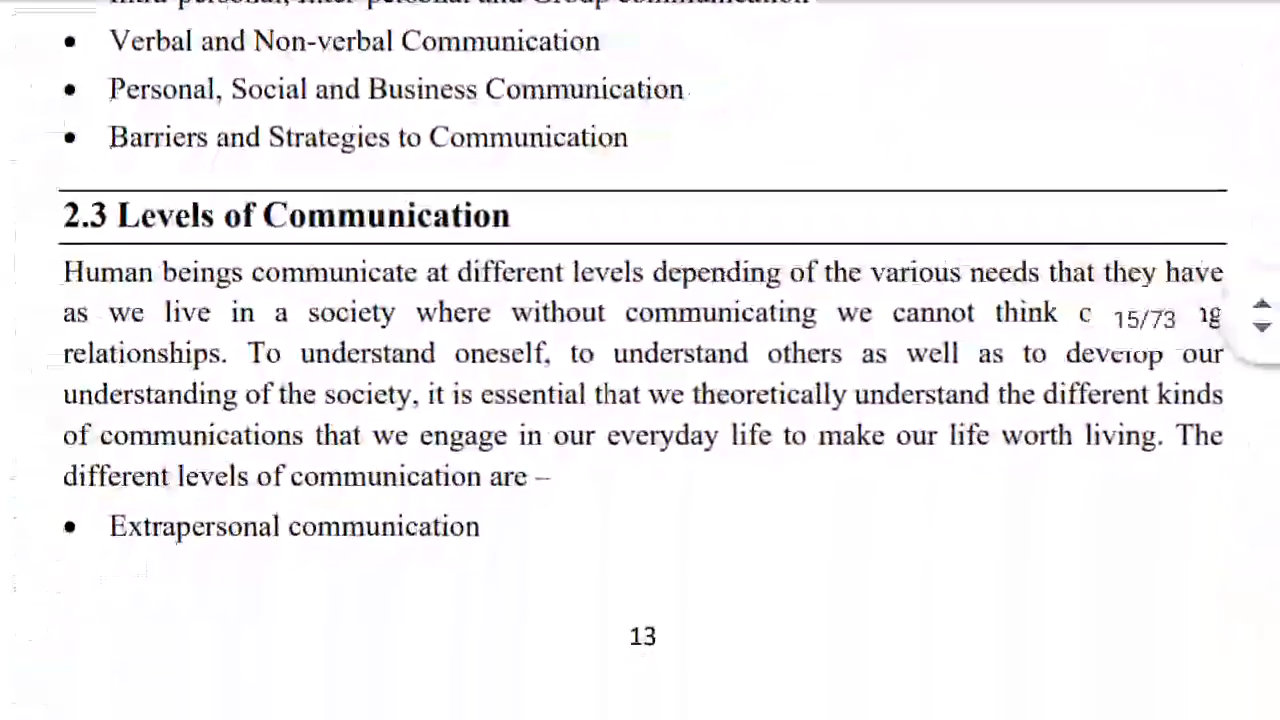 • Verbal and Non-verbal Communication
• Personal, Social and Business Communication
• Barriers and Strategies to Communication
2.3 Levels of Communication
Human beings communicate at different levels depending of the various needs that they have
as we live in a society where without communicating we cannot think
15/73
relationships. To understand oneself, to understand others as well as to develop our
understanding of the society, it is essential that we theoretically understand the different kinds
of communications that we engage in our everyday life to make our life worth living. The
different levels of communication are –
• Extrapersonal communication
13